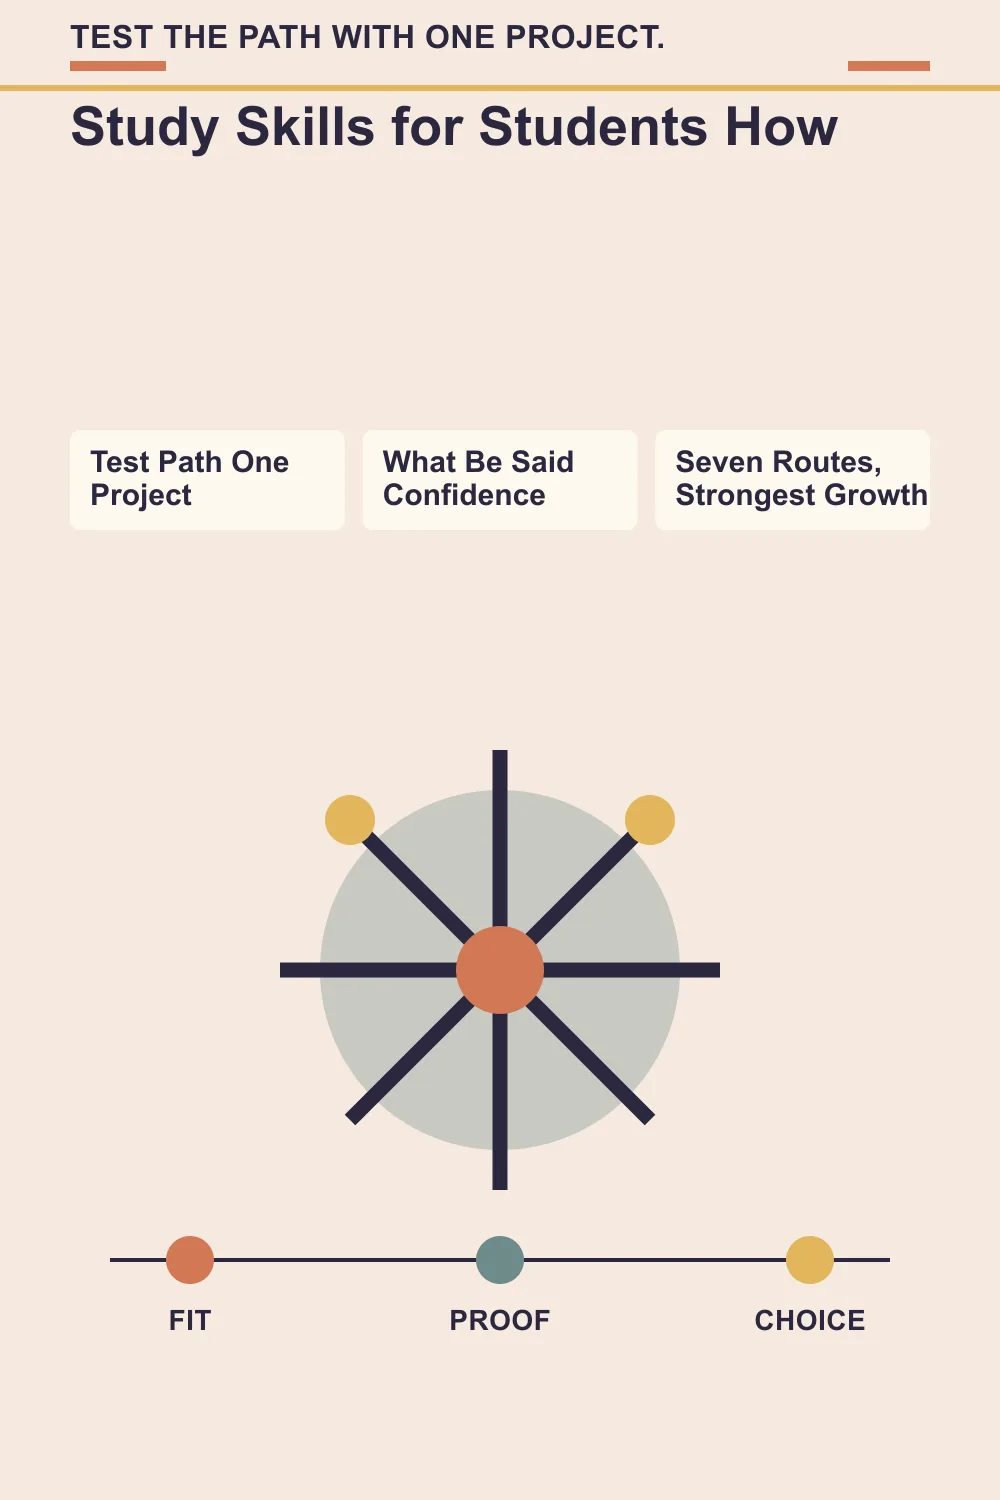 TEST THE PATH WITH ONE PROJECT.
Study Skills for Students How
Test Path One
Project
What Be Said
Confidence
Seven Routes,
Strongest Growth
FIT
PROOF
CHOICE